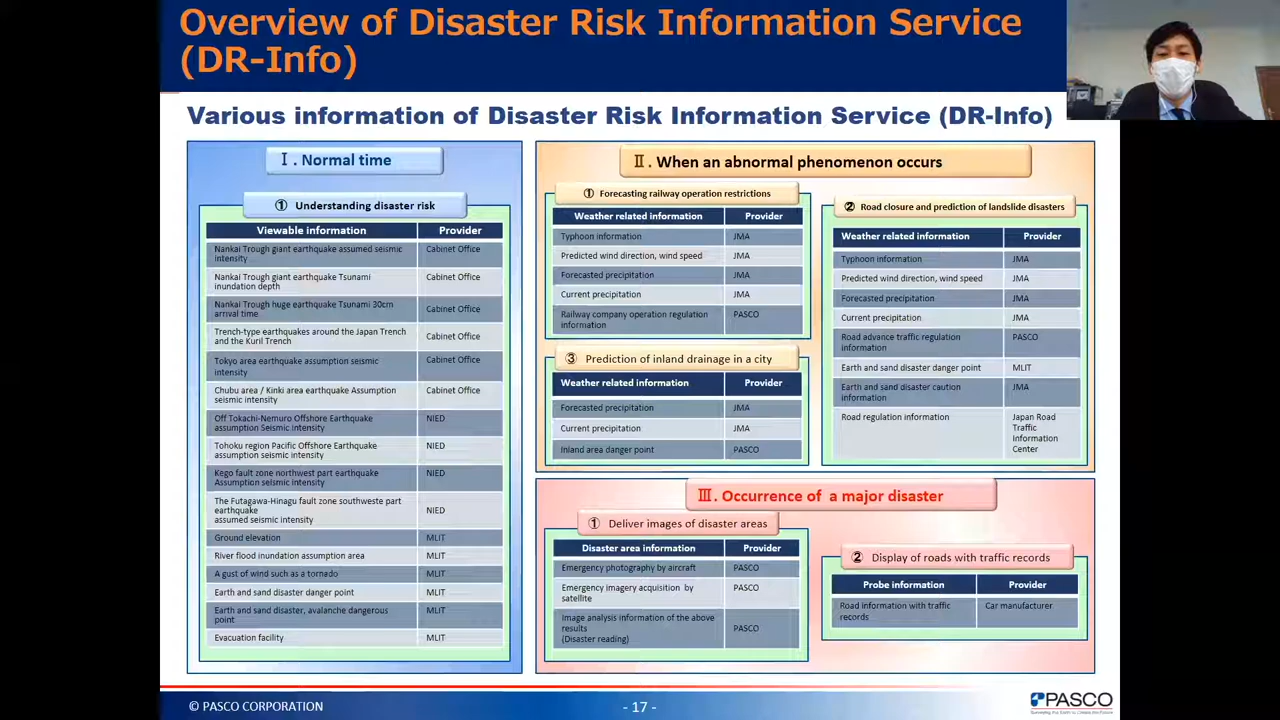 Overview of Disaster Risk Information Service
(DR-Info)
Various information of Disaster Risk Information Service (DR-Info)
Ⅰ. Normal time
① Understanding disaster risk
Viewable information Provider
Nankai Trough giant earthquake assumed seismic
intensity
Cabinet Office
Nankai Trough giant earthquake Tsunami
inundation depth
Cabinet Office
Nankai Trough huge earthquake Tsunami 30cm
arrival time
Cabinet Office
Trench-type earthquakes around the Japan Trench
and the Kuril Trench
Cabinet Office
Tokyo area earthquake assumption seismic
intensity
Cabinet Office
Chubu area / Kinki area earthquake Assumption
seismic intensity
Cabinet Office
Off Tokachi-Nemuro Offshore Earthquake
assumption Seismic Intensity
NIED
Tohoku region Pacific Offshore Earthquake
assumption seismic intensity
NIED
Kego fault zone northwest part earthquake
Assumption seismic intensity
NIED
The Futagawa-Hinagu fault zone southweste part
earthquake
assumed seismic intensity
NIED
Ground elevation MLIT
River flood inundation assumption area MLIT
A gust of wind such as a tornado MLIT
Earth and sand disaster danger point MLIT
Earth and sand disaster, avalanche dangerous
point
MLIT
Evacuation facility MLIT
Ⅱ. When an abnormal phenomenon occurs
① Forecasting railway operation restrictions
Weather related information Provider
Typhoon information JMA
Predicted wind direction, wind speed JMA
Forecasted precipitation JMA
Current precipitation JMA
Railway company operation regulation
information
PASCO
② Road closure and prediction of landslide disasters
Weather related information Provider
Typhoon information JMA
Predicted wind direction, wind speed JMA
Forecasted precipitation JMA
Current precipitation JMA
Road advance traffic regulation
information
PASCO
Earth and sand disaster danger point MLIT
Earth and sand disaster caution
information
JMA
Road regulation information
Japan Road
Traffic
Information
Center
③ Prediction of inland drainage in a city
Weather related information Provider
Forecasted precipitation JMA
Current precipitation JMA
Inland area danger point PASCO
Ⅲ. Occurrence of a major disaster
① Deliver images of disaster areas
Disaster area information Provider
Emergency photography by aircraft PASCO
Emergency imagery acquisition by
satellite
PASCO
Image analysis information of the above
results
(Disaster reading)
PASCO
② Display of roads with traffic records
Probe information Provider
Road information with traffic
records
Car manufacturer
© PASCO CORPORATION
- 17 -
PASCO